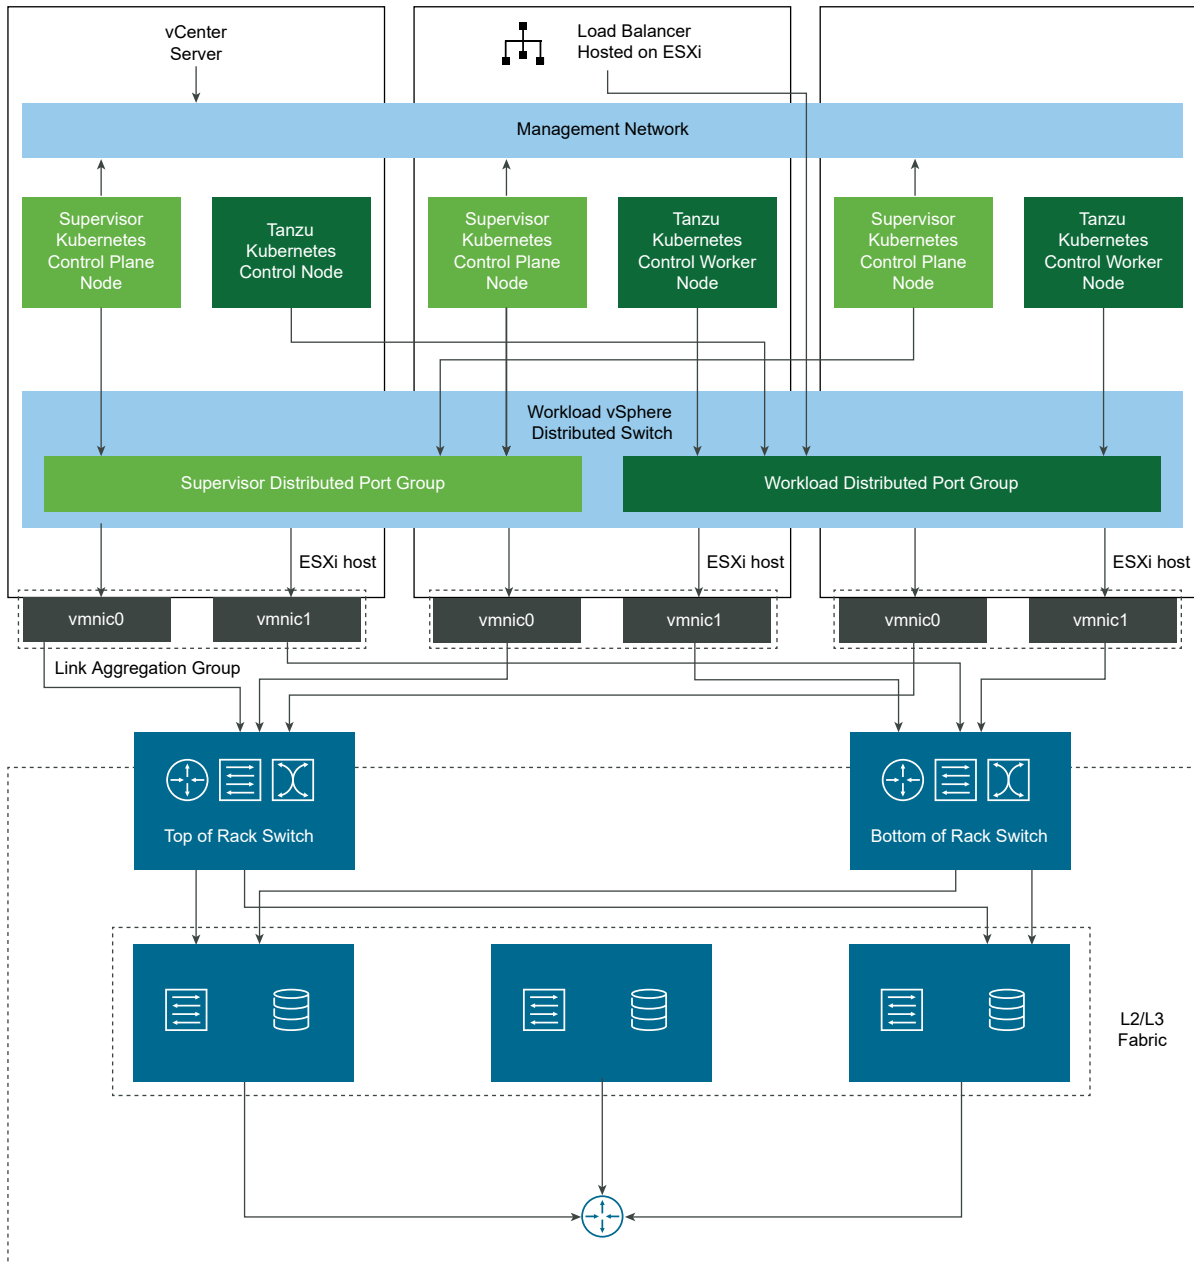 vCenter
Server
Load Balancer
Hosted on ESXi
Management Network
Supervisor
Kubernetes
Control Plane
Node
Tanzu
Kubernetes
Control Node
Supervisor
Kubernetes
Control Plane
Node
Tanzu
Kubernetes
Control Worker
Node
Supervisor
Kubernetes
Control Plane
Node
Tanzu
Kubernetes
Control Worker
Node
Workload vSphere
Distributed Switch
Supervisor Distributed Port Group
Workload Distributed Port Group
ESXi host
ESXi host
ESXi host
vmnic0
vmnic1
vmnic0
vmnic1
vmnic0
vmnic1
Link Aggregation Group
Top of Rack Switch
Bottom of Rack Switch
L2/L3
Fabric